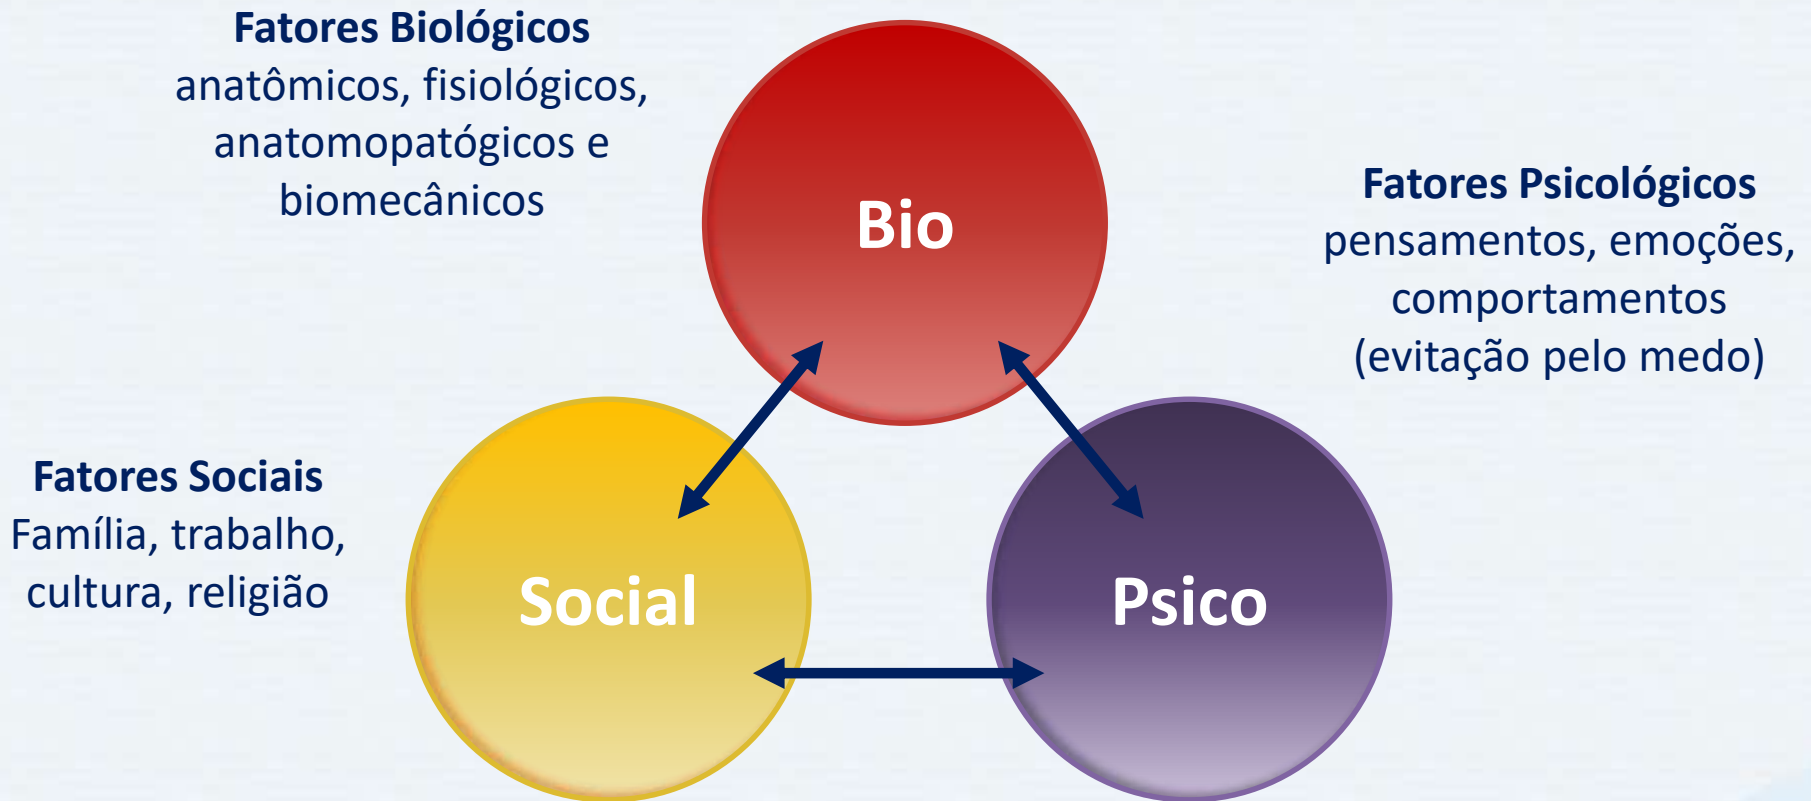 Fatores Biológicos
anatômicos, fisiológicos,
anatomopatógicos e
biomecânicos
Bio
Fatores Psicológicos
pensamentos, emoções,
comportamentos
(evitação pelo medo)
Fatores Sociais
Família, trabalho,
cultura, religião
Social
Psico